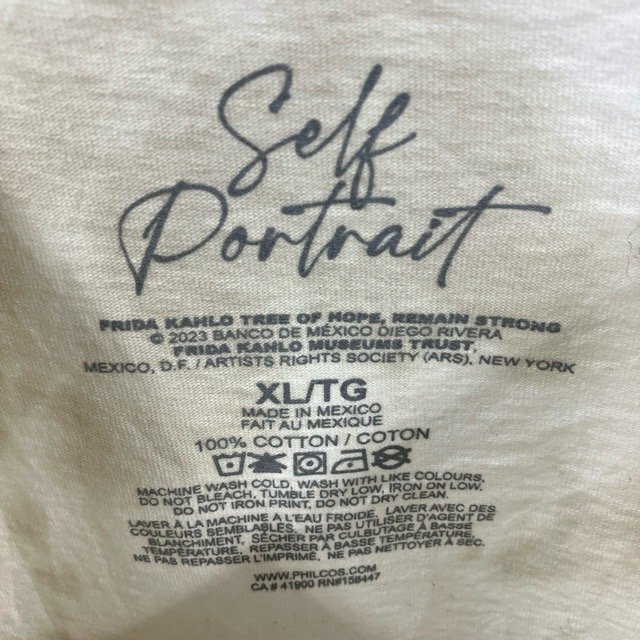 Self
Portrait
FRIDA KAHLO TREE OF HOPE, REMAIN STRONG
© 2023 BANCO DE MÉXICO DIEGO RIVERA
FRIDA KAHLO MUSEUMS TRUST,
MEXICO, D.F. / ARTISTS RIGHTS SOCIETY (ARS), NEW YORK
XL/TG
MADE IN MEXICO
FAIT AU MEXIQUE
100% COTTON / COTON
MACHINE WASH COLD, WASH WITH LIKE COLOURS,
DO NOT BLEACH, TUMBLE DRY LOW, IRON ON LOW,
DO NOT IRON PRINT, DO NOT DRY CLEAN.
LAVER À LA MACHINE À L'EAU FROIDE, LAVER AVEC DES
COULEURS SEMBLABLES, NE PAS UTILISER D'AGENT DE
BLANCHIMENT, SÉCHER PAR CULBUTAGE À BASSE
TEMPÉRATURE, REPASSER À BASSE TEMPÉRATURE,
NE PAS REPASSER L'IMPRIMÉ, NE PAS NETTOYER À SEC.
WWW.PHILCOS.COM
CA # 41900 RN#158447